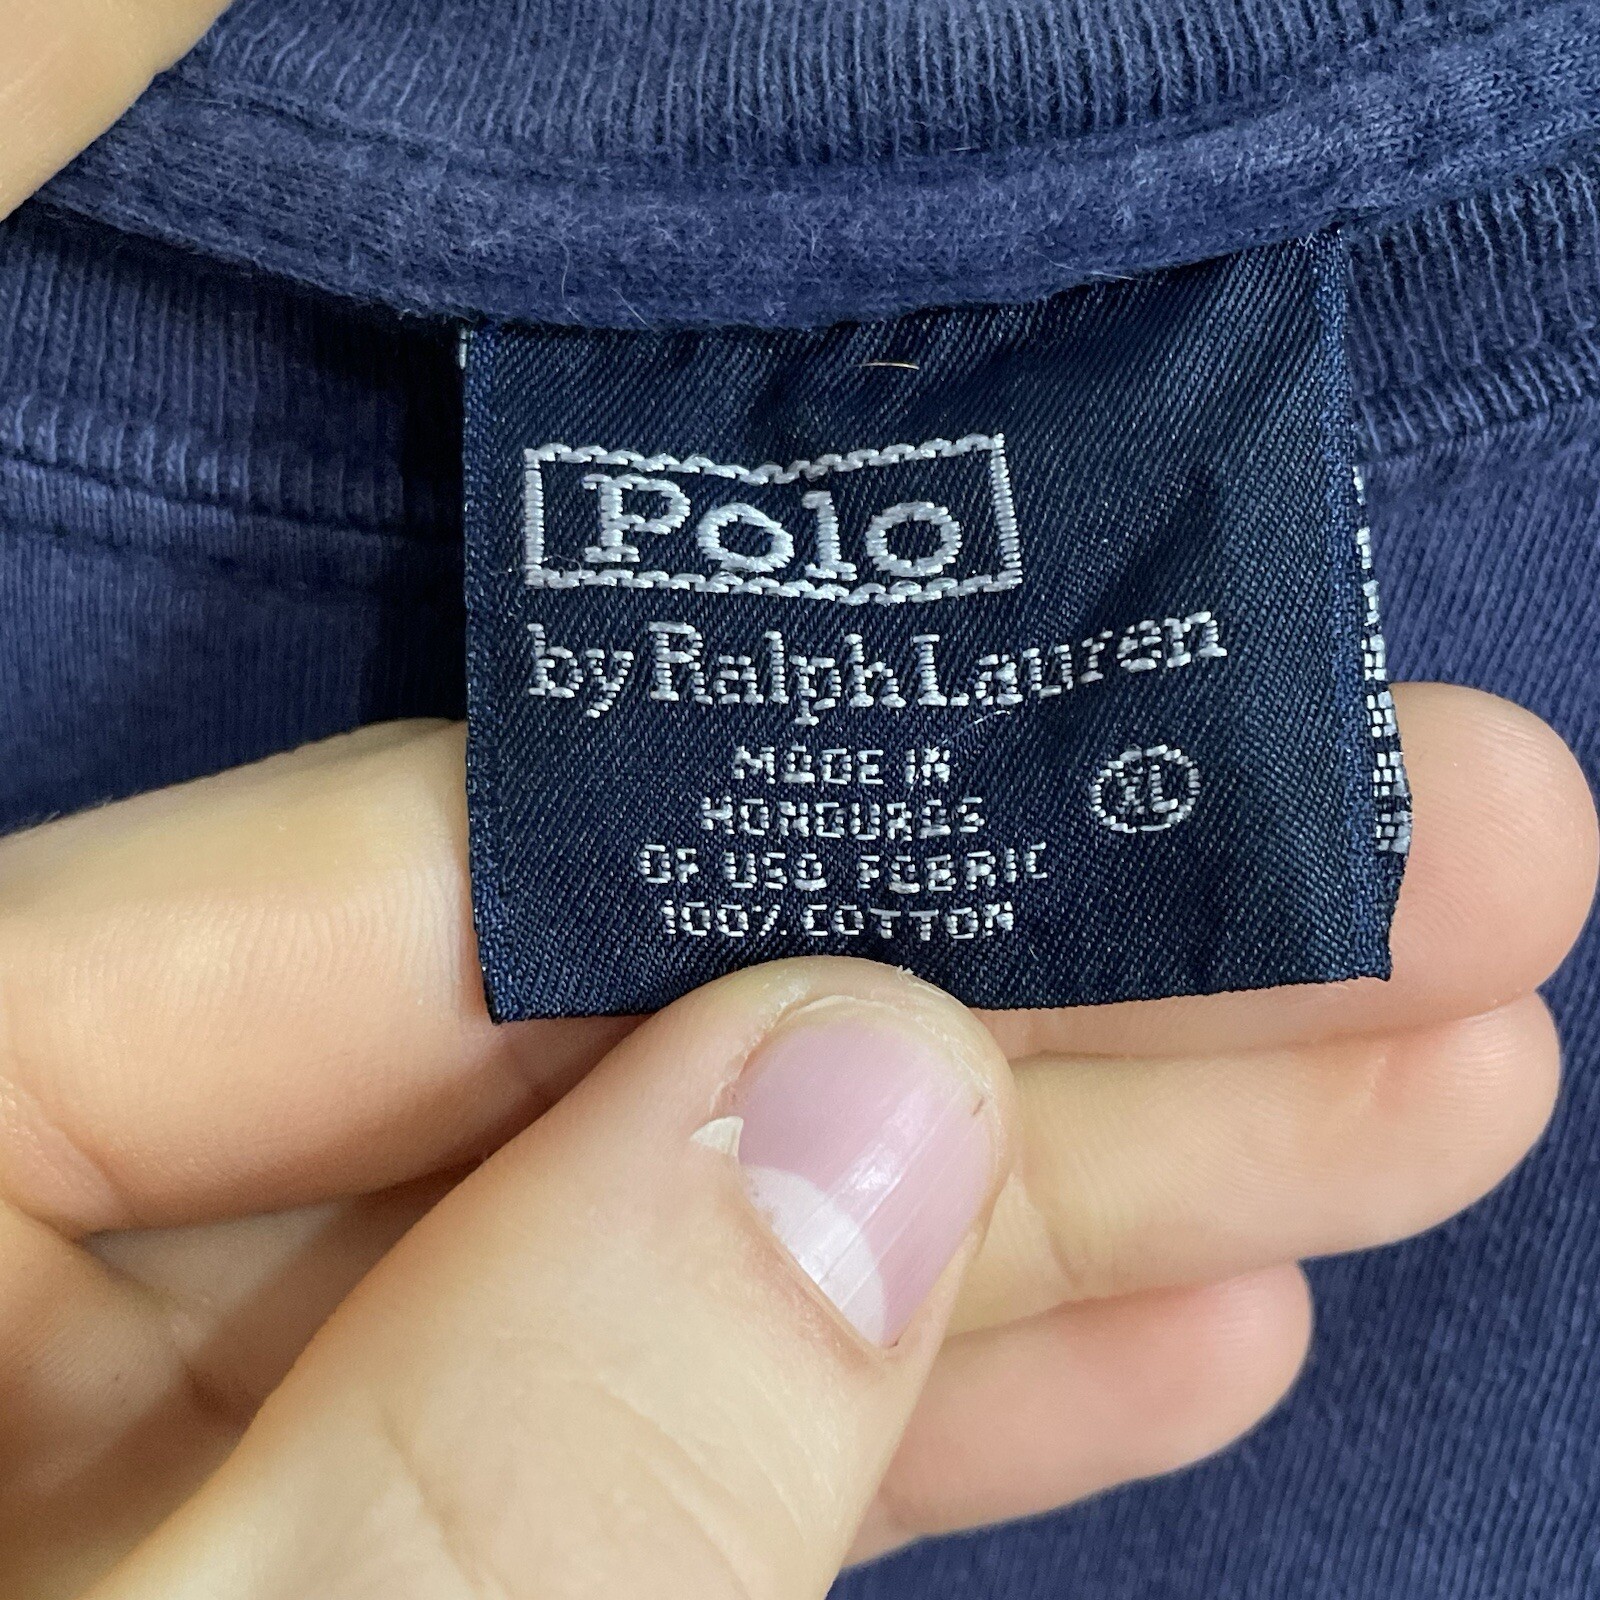 Polo
by Ralph Lauren
MADE IN
HONDURAS
OF USA FABRIC
100% COTTON
XL